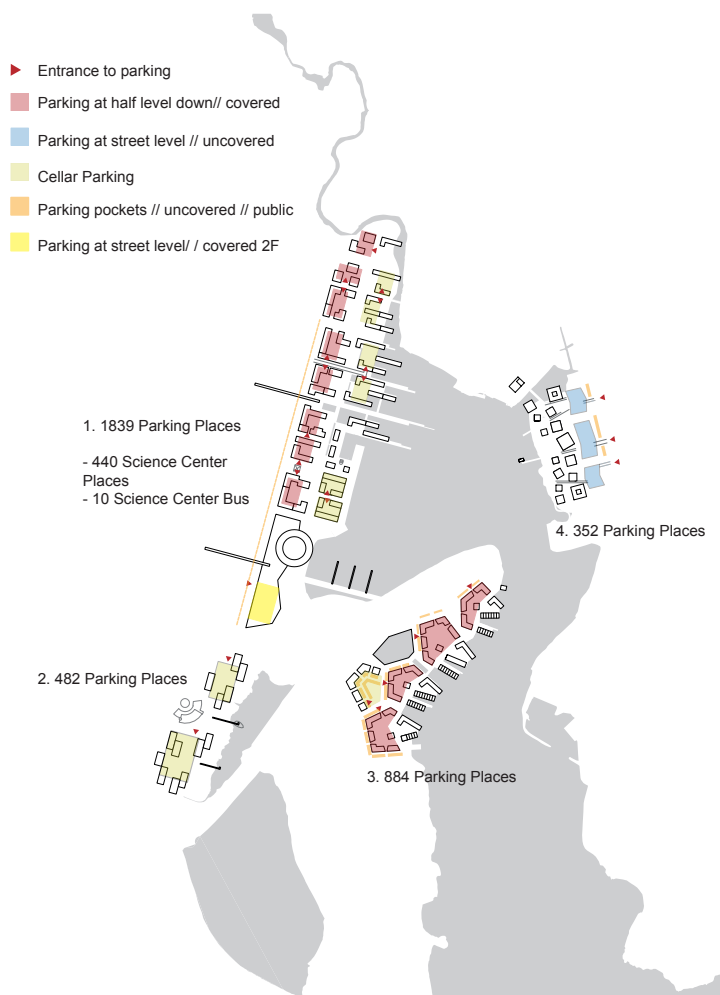 Entrance to parking
Parking at half level down// covered
Parking at street level // uncovered
Cellar Parking
Parking pockets // uncovered // public
Parking at street level/ / covered 2F
1. 1839 Parking Places
- 440 Science Center
Places
- 10 Science Center Bus
4. 352 Parking Places
2. 482 Parking Places
3. 884 Parking Places